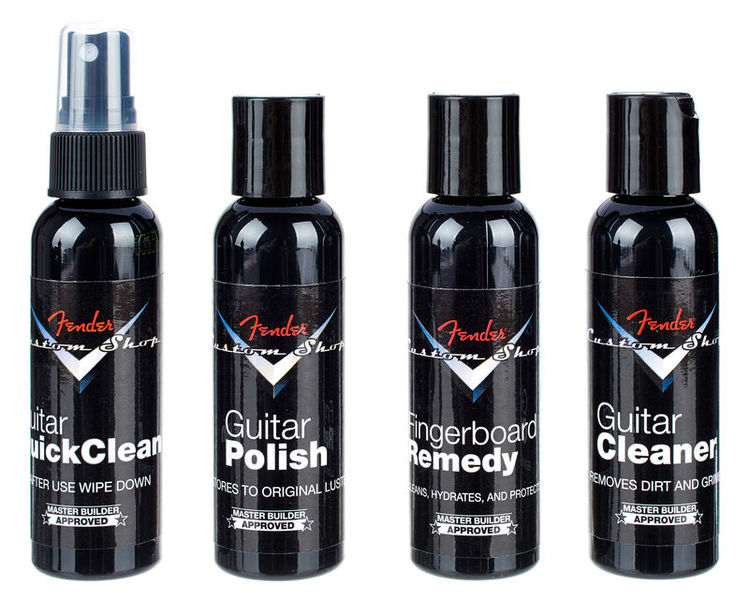 Fender
Custom Shop
uitar
uickClean
AFTER USE WIPE DOWN
MASTER BUILDER
APPROVED
Fender
Custom Shop
Guitar
Polish
TORES TO ORIGINAL LUST
MASTER BUILDER
APPROVED
Fender
Custom Shop
Fingerboard
Remedy
LEANS, HYDRATES, AND PROTECT
MASTER BUILDER
APPROVED
Fender
Custom Shop
Guitar
Cleaner
REMOVES DIRT AND GRIM
MASTER BUILDER
APPROVED